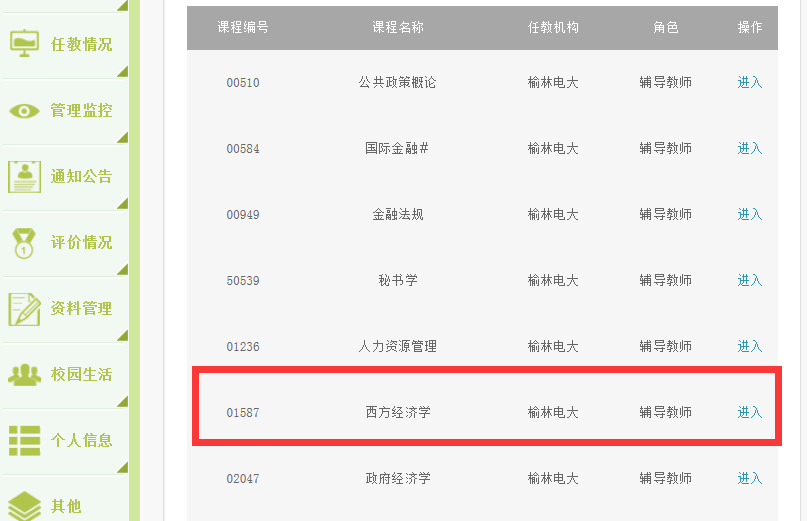 任教情况
管理监控
通知公告
评价情况
1
资料管理
校园生活
个人信息
其他
课程编号 课程名称 任教机构 角色 操作
00510 公共政策概论 榆林电大 辅导教师 进入
00584 国际金融# 榆林电大 辅导教师 进入
00949 金融法规 榆林电大 辅导教师 进入
50539 秘书学 榆林电大 辅导教师 进入
01236 人力资源管理 榆林电大 辅导教师 进入
01587 西方经济学 榆林电大 辅导教师 进入
02047 政府经济学 榆林电大 辅导教师 进入